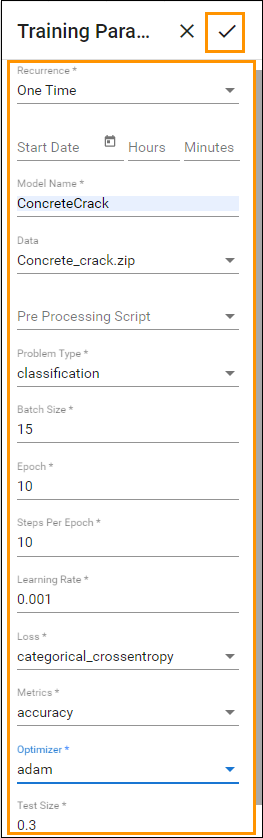 Training Para...
Recurrence *
One Time
Start Date Hours Minutes
Model Name *
ConcreteCrack
Data
Concrete_crack.zip
Pre Processing Script
Problem Type *
classification
Batch Size *
15
Epoch *
10
Steps Per Epoch *
10
Learning Rate *
0.001
Loss *
categorical_crossentropy
Metrics *
accuracy
Optimizer *
adam
Test Size *
0.3